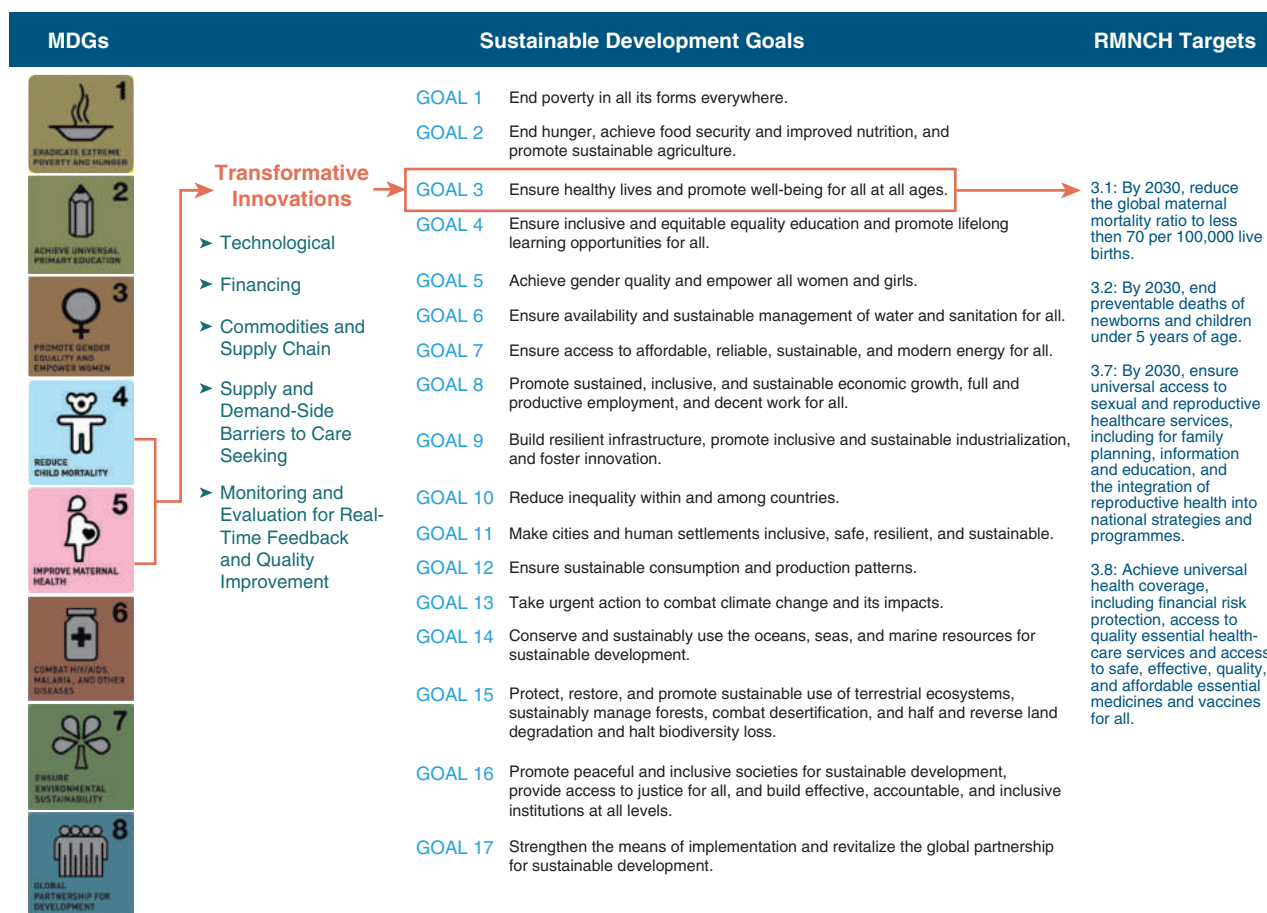 MDGs
Sustainable Development Goals
RMNCH Targets
1
ERADICATE EXTREME
POVERTY AND HUNGER
2
ACHIEVE UNIVERSAL
PRIMARY EDUCATION
3
PROMOTE GENDER
EQUALITY AND
EMPOWER WOMEN
4
REDUCE
CHILD MORTALITY
5
IMPROVE MATERNAL
HEALTH
6
COMBAT HIV/AIDS,
MALARIA, AND OTHER
DISEASES
7
ENSURE
ENVIRONMENTAL
SUSTAINABILITY
8
GLOBAL
PARTNERSHIP FOR
DEVELOPMENT
Transformative
Innovations
➤ Technological
➤ Financing
➤ Commodities and
Supply Chain
➤ Supply and
Demand-Side
Barriers to Care
Seeking
➤ Monitoring and
Evaluation for Real-
Time Feedback
and Quality
Improvement
GOAL 1 End poverty in all its forms everywhere.
GOAL 2 End hunger, achieve food security and improved nutrition, and
promote sustainable agriculture.
GOAL 3 Ensure healthy lives and promote well-being for all at all ages.
GOAL 4 Ensure inclusive and equitable equality education and promote lifelong
learning opportunities for all.
GOAL 5 Achieve gender quality and empower all women and girls.
GOAL 6 Ensure availability and sustainable management of water and sanitation for all.
GOAL 7 Ensure access to affordable, reliable, sustainable, and modern energy for all.
GOAL 8 Promote sustained, inclusive, and sustainable economic growth, full and
productive employment, and decent work for all.
GOAL 9 Build resilient infrastructure, promote inclusive and sustainable industrialization,
and foster innovation.
GOAL 10 Reduce inequality within and among countries.
GOAL 11 Make cities and human settlements inclusive, safe, resilient, and sustainable.
GOAL 12 Ensure sustainable consumption and production patterns.
GOAL 13 Take urgent action to combat climate change and its impacts.
GOAL 14 Conserve and sustainably use the oceans, seas, and marine resources for
sustainable development.
GOAL 15 Protect, restore, and promote sustainable use of terrestrial ecosystems,
sustainably manage forests, combat desertification, and half and reverse land
degradation and halt biodiversity loss.
GOAL 16 Promote peaceful and inclusive societies for sustainable development,
provide access to justice for all, and build effective, accountable, and inclusive
institutions at all levels.
GOAL 17 Strengthen the means of implementation and revitalize the global partnership
for sustainable development.
3.1: By 2030, reduce
the global maternal
mortality ratio to less
then 70 per 100,000 live
births.
3.2: By 2030, end
preventable deaths of
newborns and children
under 5 years of age.
3.7: By 2030, ensure
universal access to
sexual and reproductive
healthcare services,
including for family
planning, information
and education, and
the integration of
reproductive health into
national strategies and
programmes.
3.8: Achieve universal
health coverage,
including financial risk
protection, access to
quality essential health-
care services and access
to safe, effective, quality,
and affordable essential
medicines and vaccines
for all.